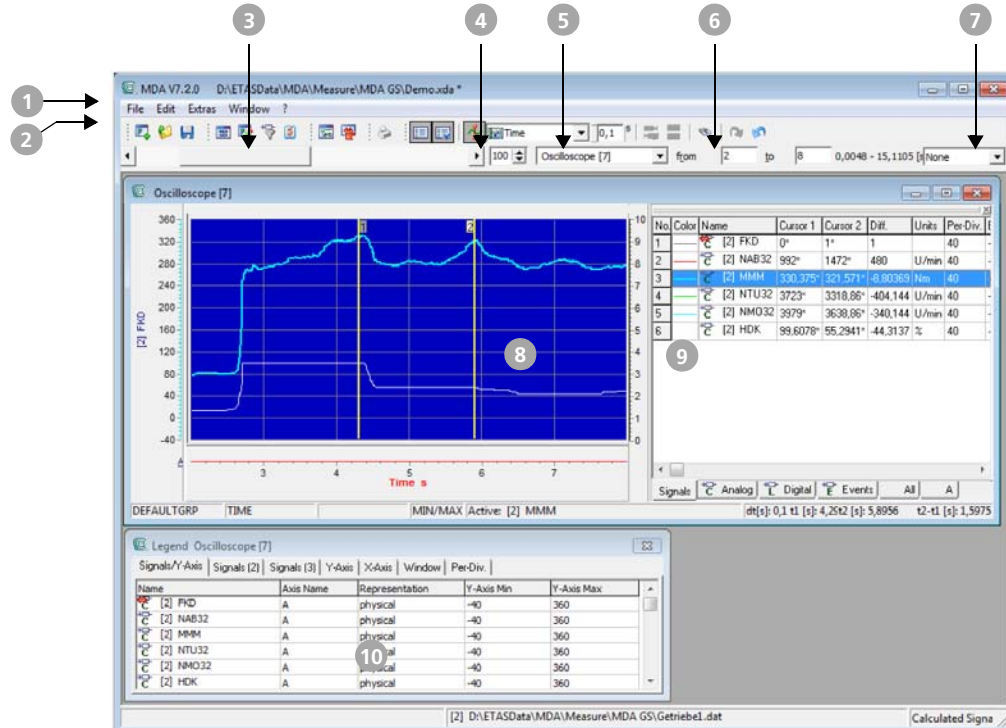 3 4 5 6 7
1
2
MDA V7.2.0 D:\ETASData\MDA\Measure\MDA GS\Demo.xda *
File Edit Extras Window ?
Time 0,1 s
100 Oscilloscope [7] from 2 to 8 0,0048 - 15,1105 [s None
Oscilloscope [7]
360
320
280
240
200
160
120
80
40
0
-40
[2] FKD
1 2
10
9
8
7
6
5
4
3
2
1
0
8
A
3 4 5 6 7
Time s
No. Color Name Cursor 1 Cursor 2 Diff. Units Per-Div.
1 [2] FKD 0" 1" 1 40
2 [2] NAB32 992" 1472" 480 U/min 40
3 [2] MMM 330,375" 321,571" -8,80369 Nm 40
4 [2] NTU32 3723" 3318,86" -404,144 U/min 40
5 [2] NMO32 3979" 3638,86" -340,144 U/min 40
6 [2] HDK 99,6078" 55,2941" -44,3137 % 40
9
Signals Analog Digital Events All A
DEFAULTGRP TIME MIN/MAX Active: [2] MMM dt[s]: 0,1 t1 [s]: 4,29 t2 [s]: 5,8956 t2-t1 [s]: 1,5975
Legend Oscilloscope [7]
Signals/Y-Axis Signals (2) Signals (3) Y-Axis X-Axis Window Per-Div.
Name Axis Name Representation Y-Axis Min Y-Axis Max
[2] FKD A physical -40 360
[2] NAB32 A physical -40 360
[2] MMM A physical -40 360
[2] NTU32 A physical -40 360
[2] NMO32 A physical -40 360
[2] HDK A physical -40 360
10
[2] D:\ETASData\MDA\Measure\MDA GS\Getriebe1.dat Calculated Signa